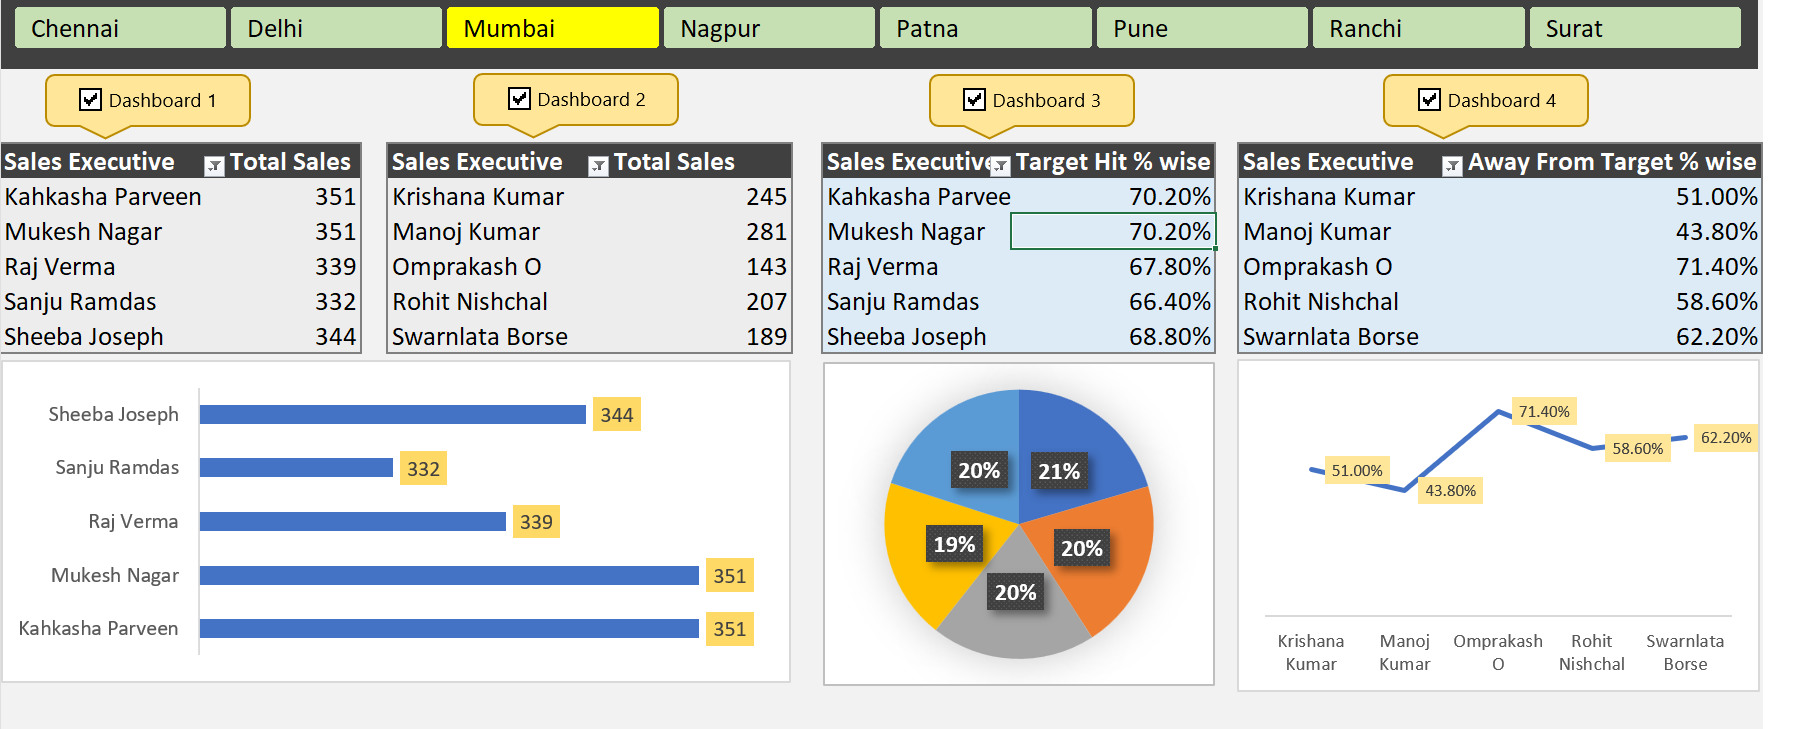 Chennai Delhi Mumbai Nagpur Patna Pune Ranchi Surat
Dashboard 1 Dashboard 2 Dashboard 3 Dashboard 4
Sales Executive Total Sales
Kahkasha Parveen 351
Mukesh Nagar 351
Raj Verma 339
Sanju Ramdas 332
Sheeba Joseph 344
Sales Executive Total Sales
Krishana Kumar 245
Manoj Kumar 281
Omprakash O 143
Rohit Nishchal 207
Swarnlata Borse 189
Sales Executive Target Hit % wise
Kahkasha Parvee 70.20%
Mukesh Nagar 70.20%
Raj Verma 67.80%
Sanju Ramdas 66.40%
Sheeba Joseph 68.80%
Sales Executive Away From Target % wise
Krishana Kumar 51.00%
Manoj Kumar 43.80%
Omprakash O 71.40%
Rohit Nishchal 58.60%
Swarnlata Borse 62.20%
Sheeba Joseph 344
Sanju Ramdas 332
Raj Verma 339
Mukesh Nagar 351
Kahkasha Parveen 351
20% 21%
19% 20%
20%
71.40%
62.20%
58.60%
51.00%
43.80%
Krishana Manoj Omprakash Rohit Swarnlata
Kumar Kumar O Nishchal Borse